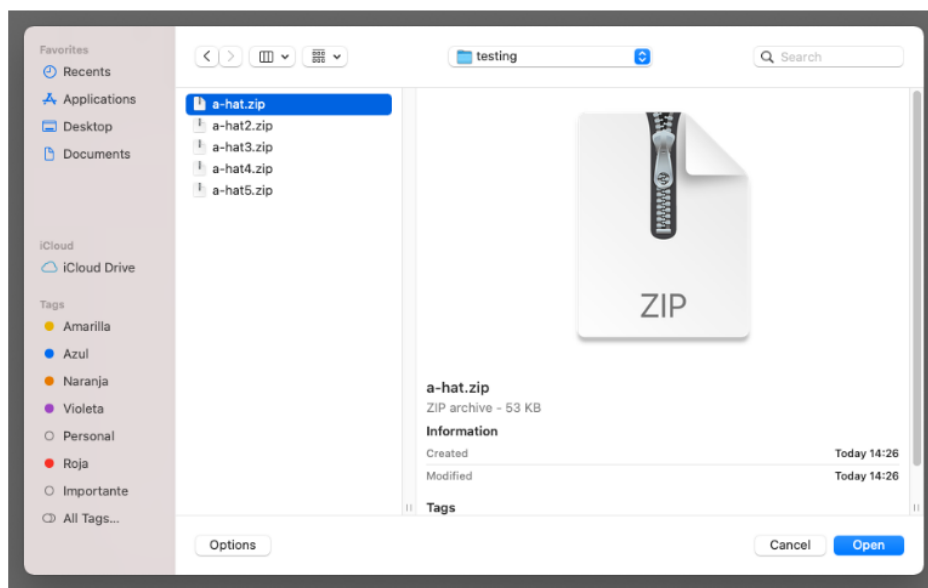 Favorites
Recents
Applications
Desktop
Documents
iCloud
iCloud Drive
Tags
Amarilla
Azul
Naranja
Violeta
Personal
Roja
Importante
All Tags...
testing
Search
a-hat.zip
a-hat2.zip
a-hat3.zip
a-hat4.zip
a-hat5.zip
ZIP
a-hat.zip
ZIP archive - 53 KB
Information
Created Today 14:26
Modified Today 14:26
Tags
Options
Cancel
Open